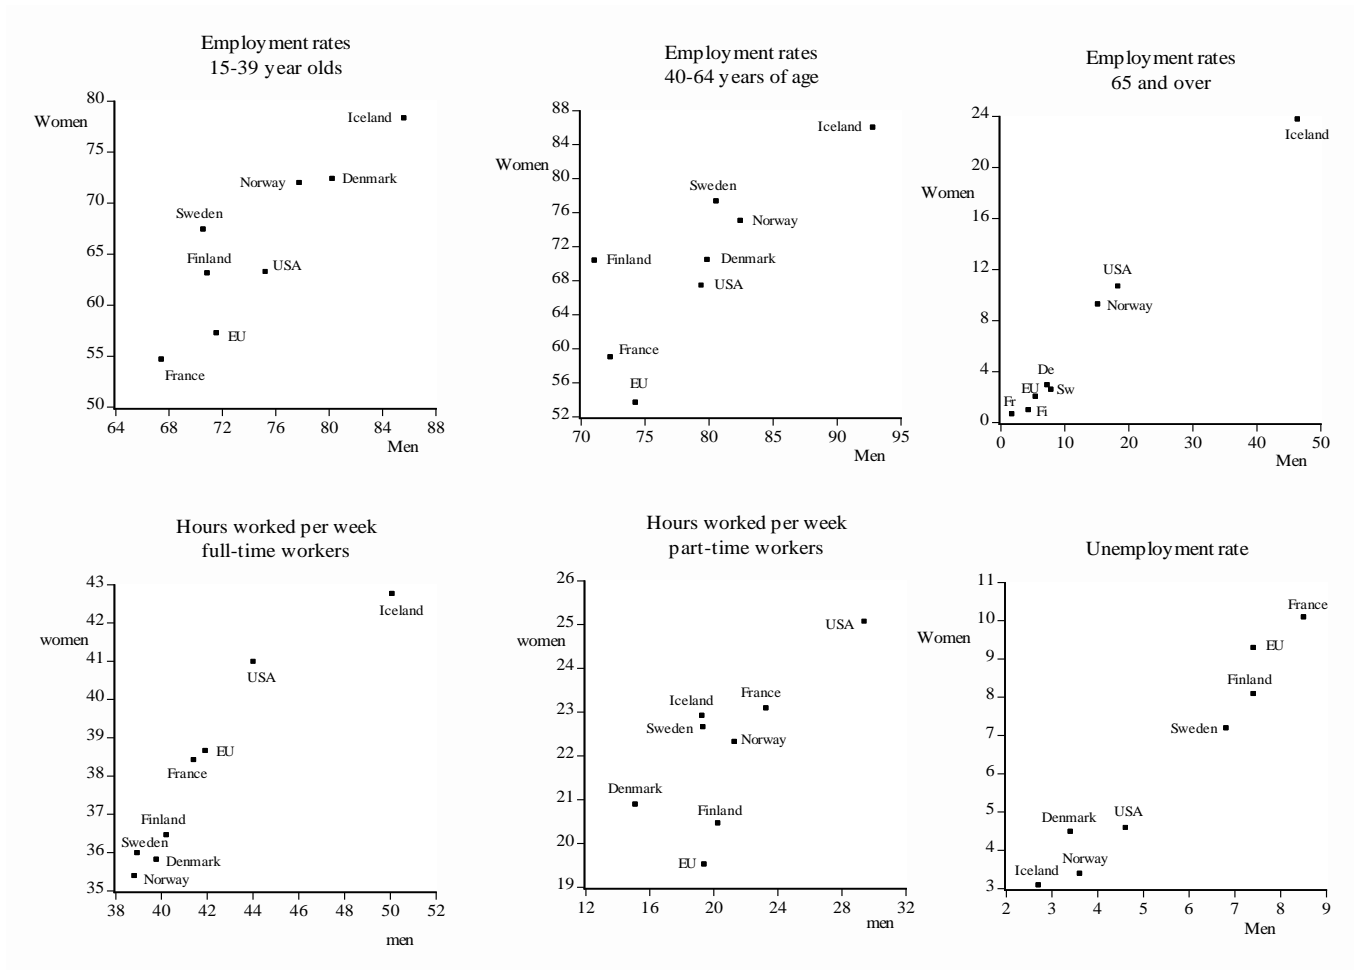 Employment rates
15-39 year olds
80
Women
75
70
65
60
55
50
64
68
72
76
80
84
88
Men
Iceland
Norway
Denmark
Sweden
Finland
USA
EU
France
Employment rates
40-64 years of age
88
84
Women
80
76
72
68
64
60
56
52
70
75
80
85
90
95
Men
Iceland
Sweden
Norway
Finland
Denmark
USA
France
EU
Employment rates
65 and over
24
20
Women
16
12
8
4
0
0
10
20
30
40
50
Men
Iceland
USA
Norway
De
EU
Sw
Fr
Fi
Hours worked per week
full-time workers
43
42
women
41
40
39
38
37
36
35
38
40
42
44
46
48
50
52
men
Iceland
USA
EU
France
Finland
Sweden
Denmark
Norway
Hours worked per week
part-time workers
26
25
women
24
23
22
21
20
19
12
16
20
24
28
32
men
USA
Iceland
France
Sweden
Norway
Denmark
Finland
EU
Unemployment rate
11
10
Women
9
8
7
6
5
4
3
2
3
4
5
6
7
8
9
Men
France
EU
Finland
Sweden
Denmark
USA
Norway
Iceland